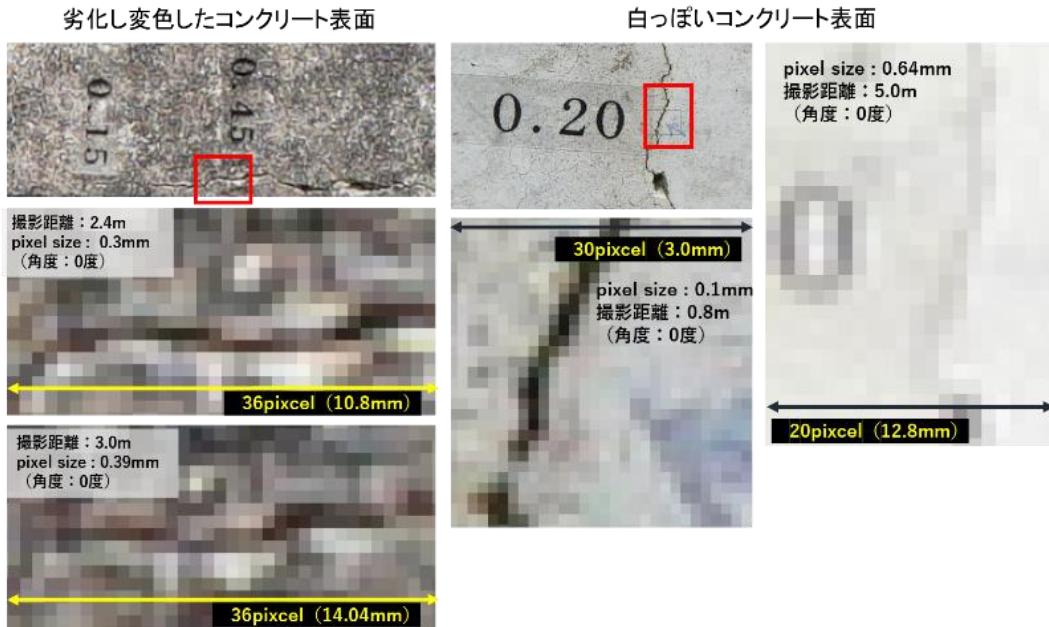 劣化し変色したコンクリート表面
白っぽいコンクリート表面
0.15
0.15
撮影距離：2.4m
pixel size : 0.3mm
（角度：0度）
36pixcel（10.8mm）
撮影距離：3.0m
pixel size : 0.39mm
（角度：0度）
36pixcel（14.04mm）
0.20
30pixcel（3.0mm）
pixel size : 0.1mm
撮影距離：0.8m
（角度：0度）
pixel size : 0.64mm
撮影距離：5.0m
（角度：0度）
0
20pixcel（12.8mm）